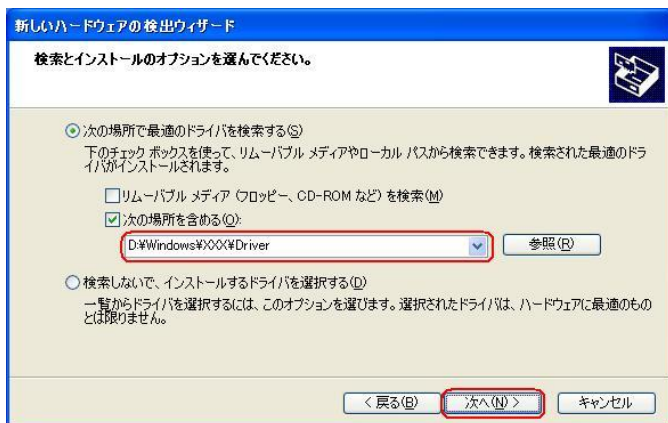 新しいハードウェアの検出ウィザード
検索とインストールのオプションを選んでください。
次の場所で最適のドライバを検索する(S)
下のチェック ボックスを使って、リムーバブル メディアやローカル パスから検索できます。検索された最適のドラ
イバがインストールされます。
リムーバブル メディア (フロッピー、CD-ROM など) を検索(M)
次の場所を含める(O):
D:¥Windows¥XXX¥Driver
参照(R)
検索しないで、インストールするドライバを選択する(D)
一覧からドライバを選択するには、このオプションを選びます。選択されたドライバは、ハードウェアに最適のもの
とは限りません。
< 戻る(B) 次へ(N) > キャンセル